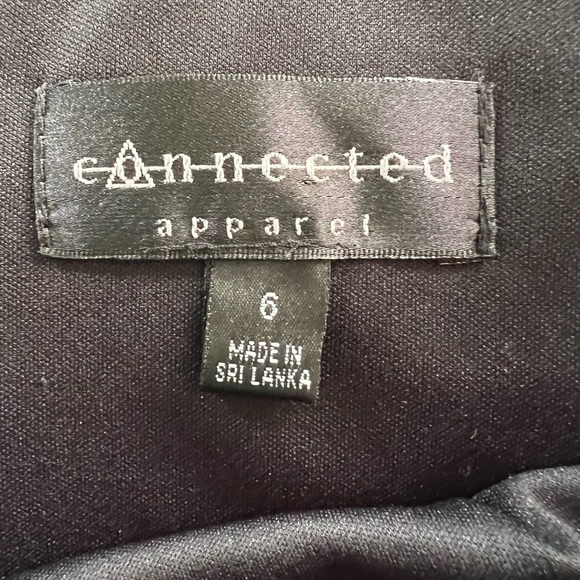 connected
apparel
6
MADE IN
SRI LANKA